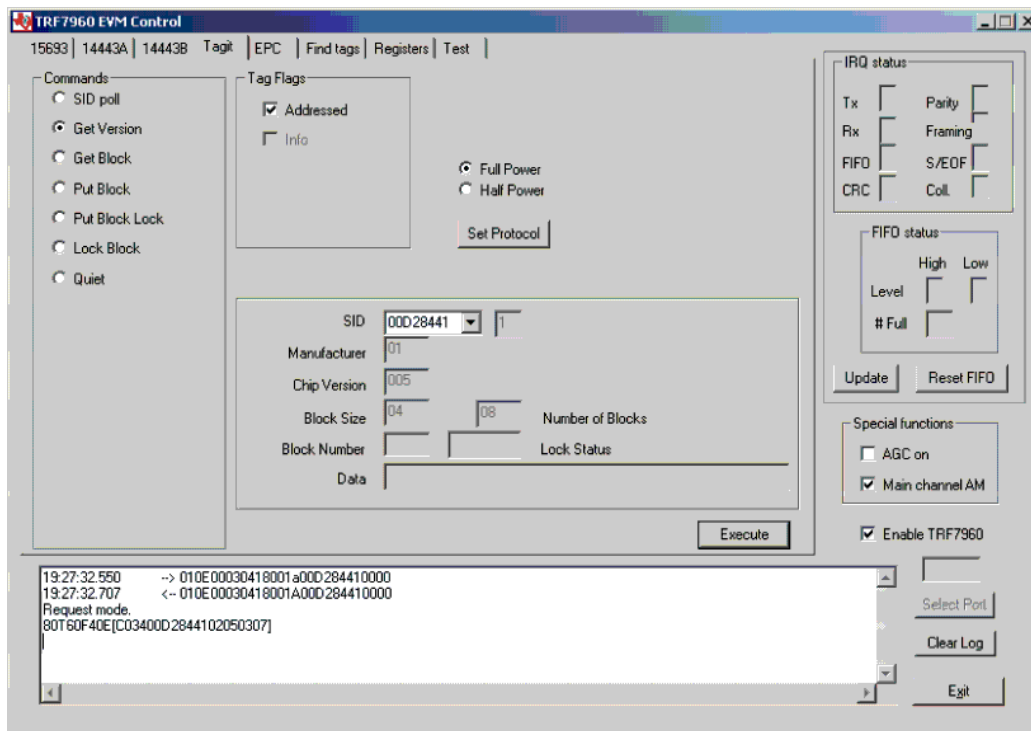 TRF7960 EVM Control
15693 14443A 14443B Tagit EPC Find tags Registers Test
Commands
SID poll
Get Version
Get Block
Put Block
Put Block Lock
Lock Block
Quiet
Tag Flags
Addressed
Info
Full Power
Half Power
Set Protocol
SID 00D28441 1
Manufacturer 01
Chip Version 005
Block Size 04 08 Number of Blocks
Block Number Lock Status
Data
Execute
IRQ status
Tx Parity
Rx Framing
FIFO S/EOF
CRC Coll.
FIFO status
High Low
Level
# Full
Update Reset FIFO
Special functions
AGC on
Main channel AM
Enable TRF7960
Select Port
Clear Log
Exit
19:27:32.550 --> 010E00030418001a00D284410000
19:27:32.707 <-- 010E00030418001A00D284410000
Request mode.
80T60F40E[C03400D2844102050307]